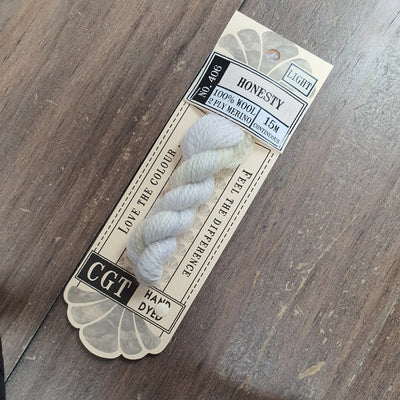 NO. 406
HONESTY
LIGHT
100% WOOL
2 PLY MERINO
15M
CONTINUOUS
LOVE THE COLOUR
FEEL THE DIFFERENCE
CGT
HAND
DYED